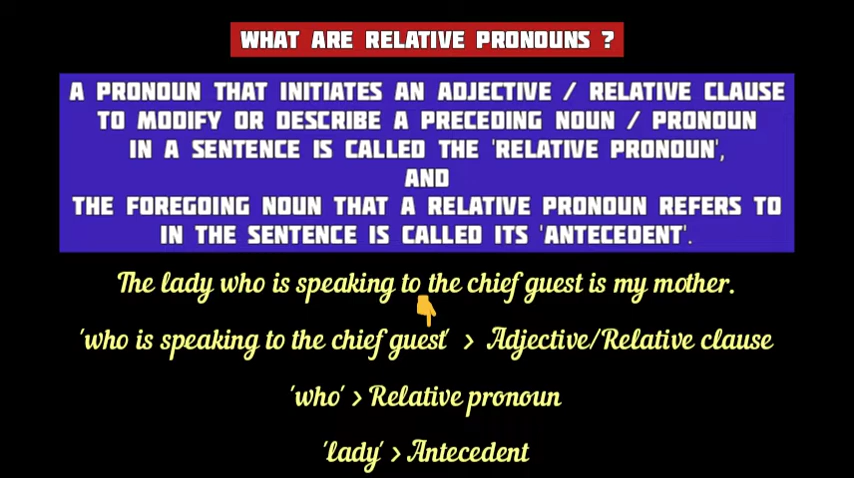 WHAT ARE RELATIVE PRONOUNS ?
A PRONOUN THAT INITIATES AN ADJECTIVE / RELATIVE CLAUSE
TO MODIFY OR DESCRIBE A PRECEDING NOUN / PRONOUN
IN A SENTENCE IS CALLED THE 'RELATIVE PRONOUN',
AND
THE FOREGOING NOUN THAT A RELATIVE PRONOUN REFERS TO
IN THE SENTENCE IS CALLED ITS 'ANTECEDENT'.
The lady who is speaking to the chief guest is my mother.
'who is speaking to the chief guest' > Adjective/Relative clause
'who' > Relative pronoun
'lady' > Antecedent